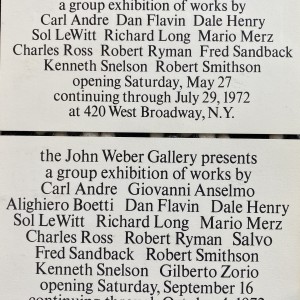 a group exhibition of works by
Carl Andre Dan Flavin Dale Henry
Sol LeWitt Richard Long Mario Merz
Charles Ross Robert Ryman Fred Sandback
Kenneth Snelson Robert Smithson
opening Saturday, May 27
continuing through July 29, 1972
at 420 West Broadway, N.Y.
the John Weber Gallery presents
a group exhibition of works by
Carl Andre Giovanni Anselmo
Alighiero Boetti Dan Flavin Dale Henry
Sol LeWitt Richard Long Mario Merz
Charles Ross Robert Ryman Salvo
Fred Sandback Robert Smithson
Kenneth Snelson Gilberto Zorio
opening Saturday, September 16
continuing through